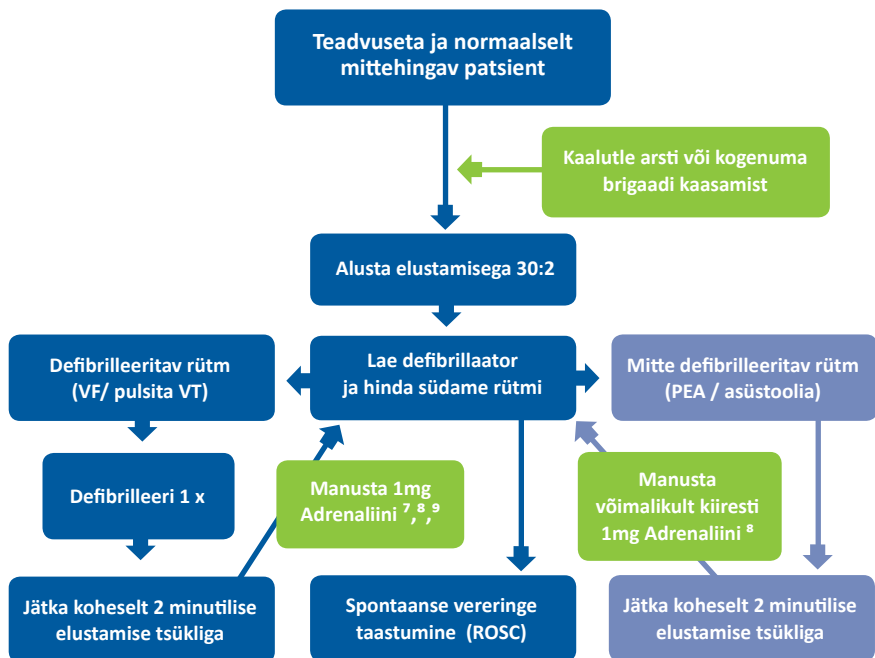 Teadvuseta ja normaalselt
mittehingav patsient
Kaalutle arsti või kogenuma
brigaadi kaasamist
Alusta elustamisega 30:2
Defibrilleeritav rütm
(VF/ pulsita VT)
Lae defibrillaator
ja hinda südame rütmi
Mitte defibrilleeritav rütm
(PEA / asüstoolia)
Defibrilleeri 1 x
Manusta 1mg
Adrenaliini ⁷,⁸,⁹
Manusta
võimalikult kiiresti
1mg Adrenaliini ⁸
Jätka koheselt 2 minutilise
elustamise tsükliga
Spontaanse vereringe
taastumine (ROSC)
Jätka koheselt 2 minutilise
elustamise tsükliga